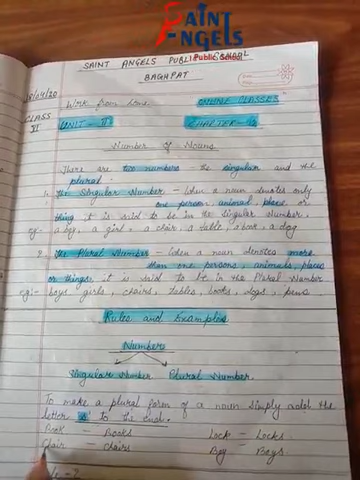 SAINT ANGELS
Public School
SAINT ANGELS PUBLIC SCHOOL
BAGHPAT
18/04/20
Work from home
ONLINE CLASSES
CLASS
VI
UNIT - II
CHAPTER -
Number of Nouns
There are two numbers the singular and the
plural.
1. The Singular Number - When a noun denotes only
one person, animal, place or
thing it is said to be in the Singular Number.
eg:- a boy, a girl, a chair, a table, a book, a dog
2. The Plural Number - When a noun denotes more
than one persons, animals, places
or things, it is said to be in the Plural Number
eg:- boys girls, chairs, tables, books, dogs, pens.
Rules and Examples
Number
Singular Number Plural Number.
To make a plural form of a noun simply add the
letter 's' to the end.
Book - Books Lock - Locks.
Chair - Chairs Boy - Boys